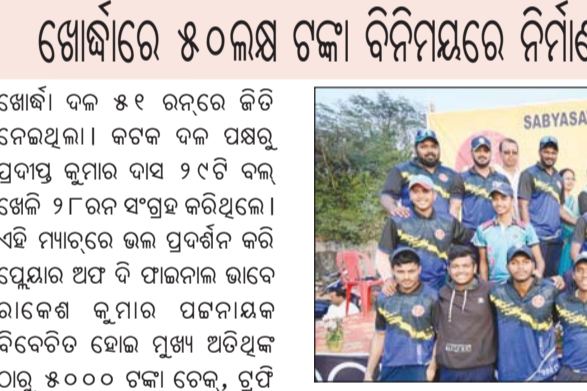 ଖୋର୍ଦ୍ଧାରେ ୫୦ଲକ୍ଷ ଟଙ୍କା ବିନିମୟରେ ନିର୍ମାଣ
ଖୋର୍ଦ୍ଧା ଦଳ ୫୧ ରନ୍‌ରେ ଜିତି
ନେଇଥିଲା। କଟକ ଦଳ ପକ୍ଷରୁ
ପ୍ରଦୀପ୍ତ କୁମାର ଦାସ ୨୯ଟି ବଲ୍
ଖେଳି ୨୮ରନ ସଂଗ୍ରହ କରିଥିଲେ।
ଏହି ମ୍ୟାଚ୍‌ରେ ଭଲ ପ୍ରଦର୍ଶନ କରି
ପ୍ଲେୟାର ଅଫ ଦି ଫାଇନାଲ ଭାବେ
ରାକେଶ କୁମାର ପଟ୍ଟନାୟକ
ବିବେଚିତ ହୋଇ ମୁଖ୍ୟ ଅତିଥିଙ୍କ
ଠାରୁ ୫୦୦୦ ଟଙ୍କା ଚେକ୍, ଟ୍ରଫି
SABYASA